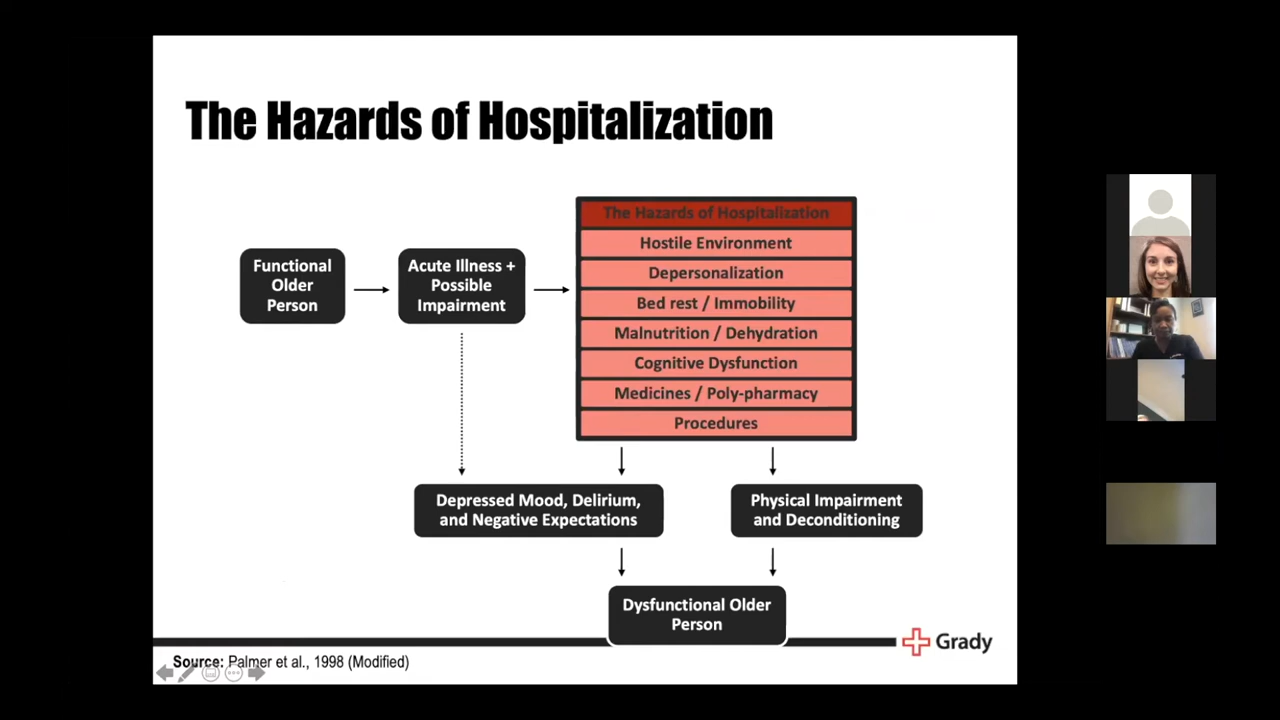 The Hazards of Hospitalization
Functional
Older
Person
Acute Illness +
Possible
Impairment
The Hazards of Hospitalization
Hostile Environment
Depersonalization
Bed rest / Immobility
Malnutrition / Dehydration
Cognitive Dysfunction
Medicines / Poly-pharmacy
Procedures
Depressed Mood, Delirium,
and Negative Expectations
Physical Impairment
and Deconditioning
Dysfunctional Older
Person
Grady
Source: Palmer et al., 1998 (Modified)